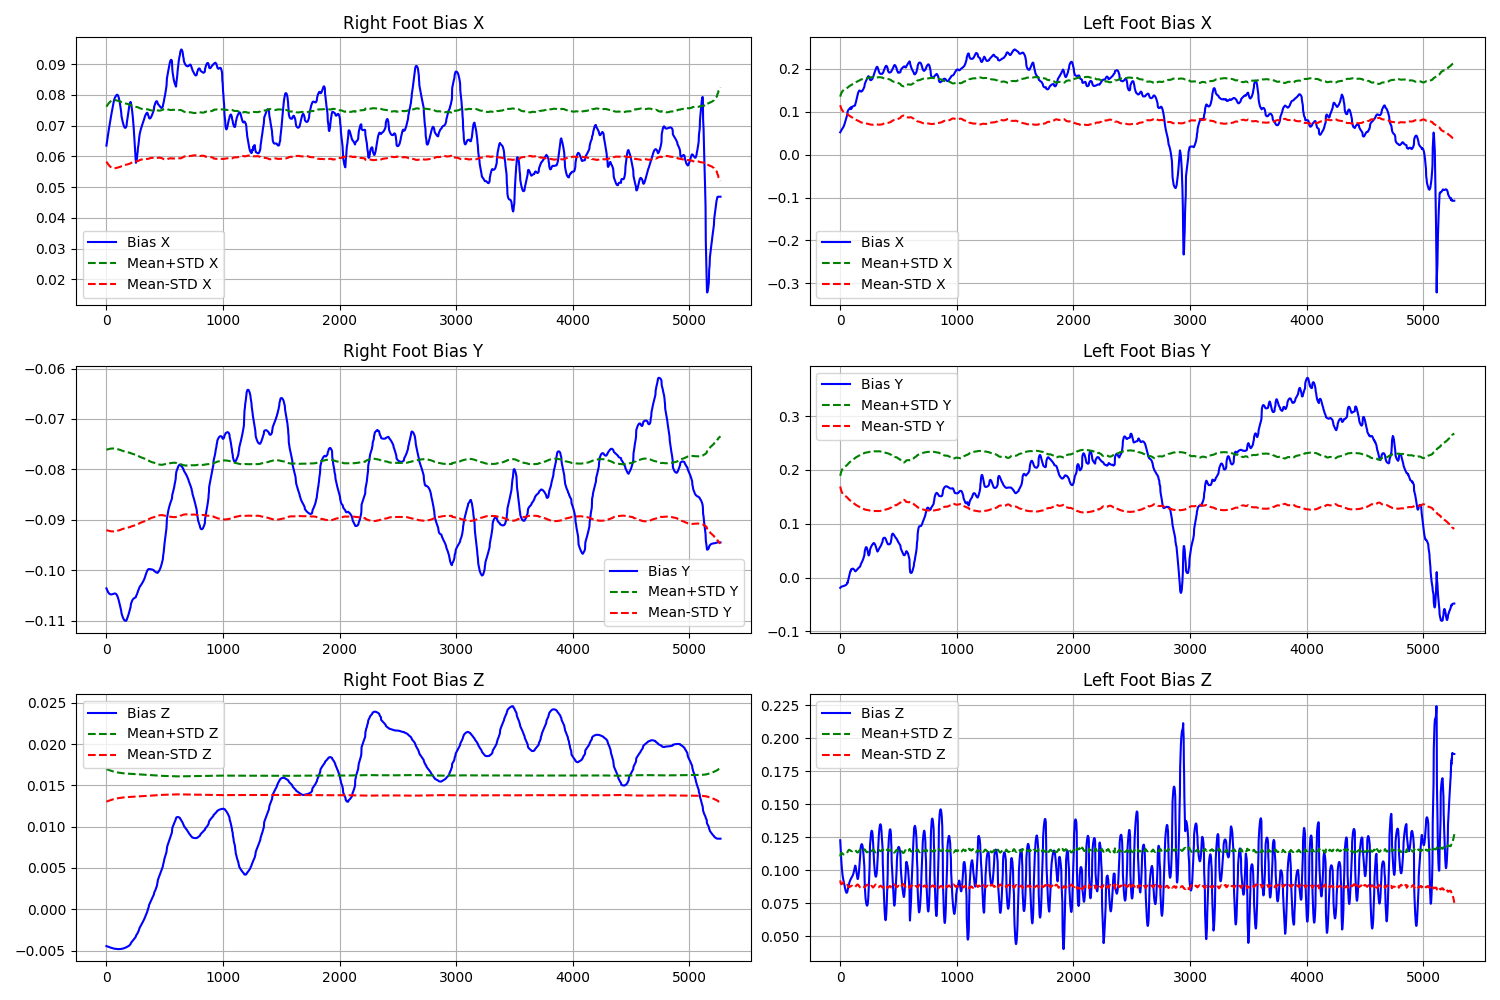 Right Foot Bias X
0.09
0.08
0.07
0.06
0.05
0.04
0.03
0.02
Bias X
Mean+STD X
Mean-STD X
0 1000 2000 3000 4000 5000
Left Foot Bias X
0.2
0.1
0.0
−0.1
−0.2
−0.3
Bias X
Mean+STD X
Mean-STD X
0 1000 2000 3000 4000 5000
Right Foot Bias Y
−0.06
−0.07
−0.08
−0.09
−0.10
−0.11
Bias Y
Mean+STD Y
Mean-STD Y
0 1000 2000 3000 4000 5000
Left Foot Bias Y
0.3
0.2
0.1
0.0
−0.1
Bias Y
Mean+STD Y
Mean-STD Y
0 1000 2000 3000 4000 5000
Right Foot Bias Z
0.025
0.020
0.015
0.010
0.005
0.000
−0.005
Bias Z
Mean+STD Z
Mean-STD Z
0 1000 2000 3000 4000 5000
Left Foot Bias Z
0.225
0.200
0.175
0.150
0.125
0.100
0.075
0.050
Bias Z
Mean+STD Z
Mean-STD Z
0 1000 2000 3000 4000 5000